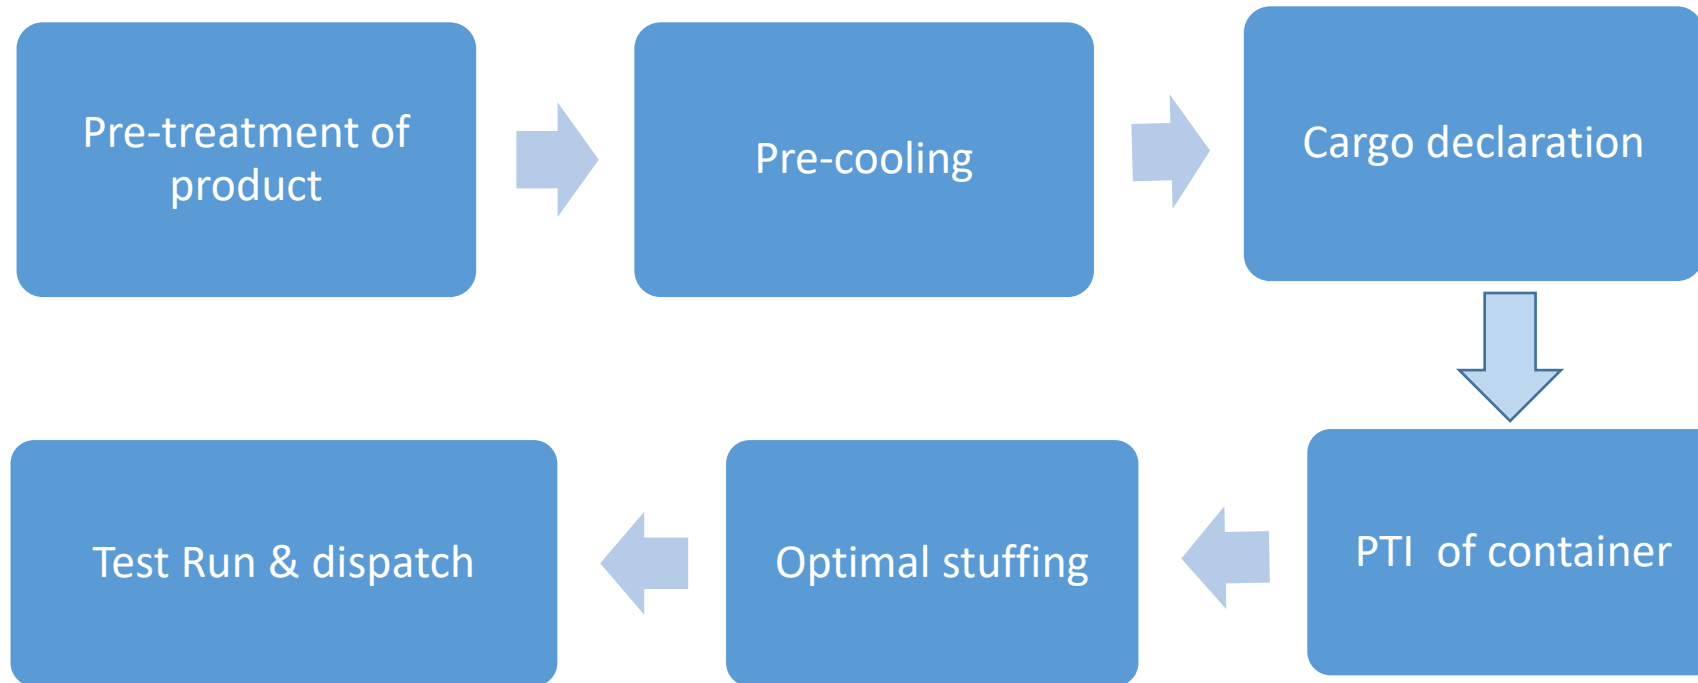 Pre-treatment of
product
Pre-cooling
Cargo declaration
PTI  of container
Optimal stuffing
Test Run & dispatch